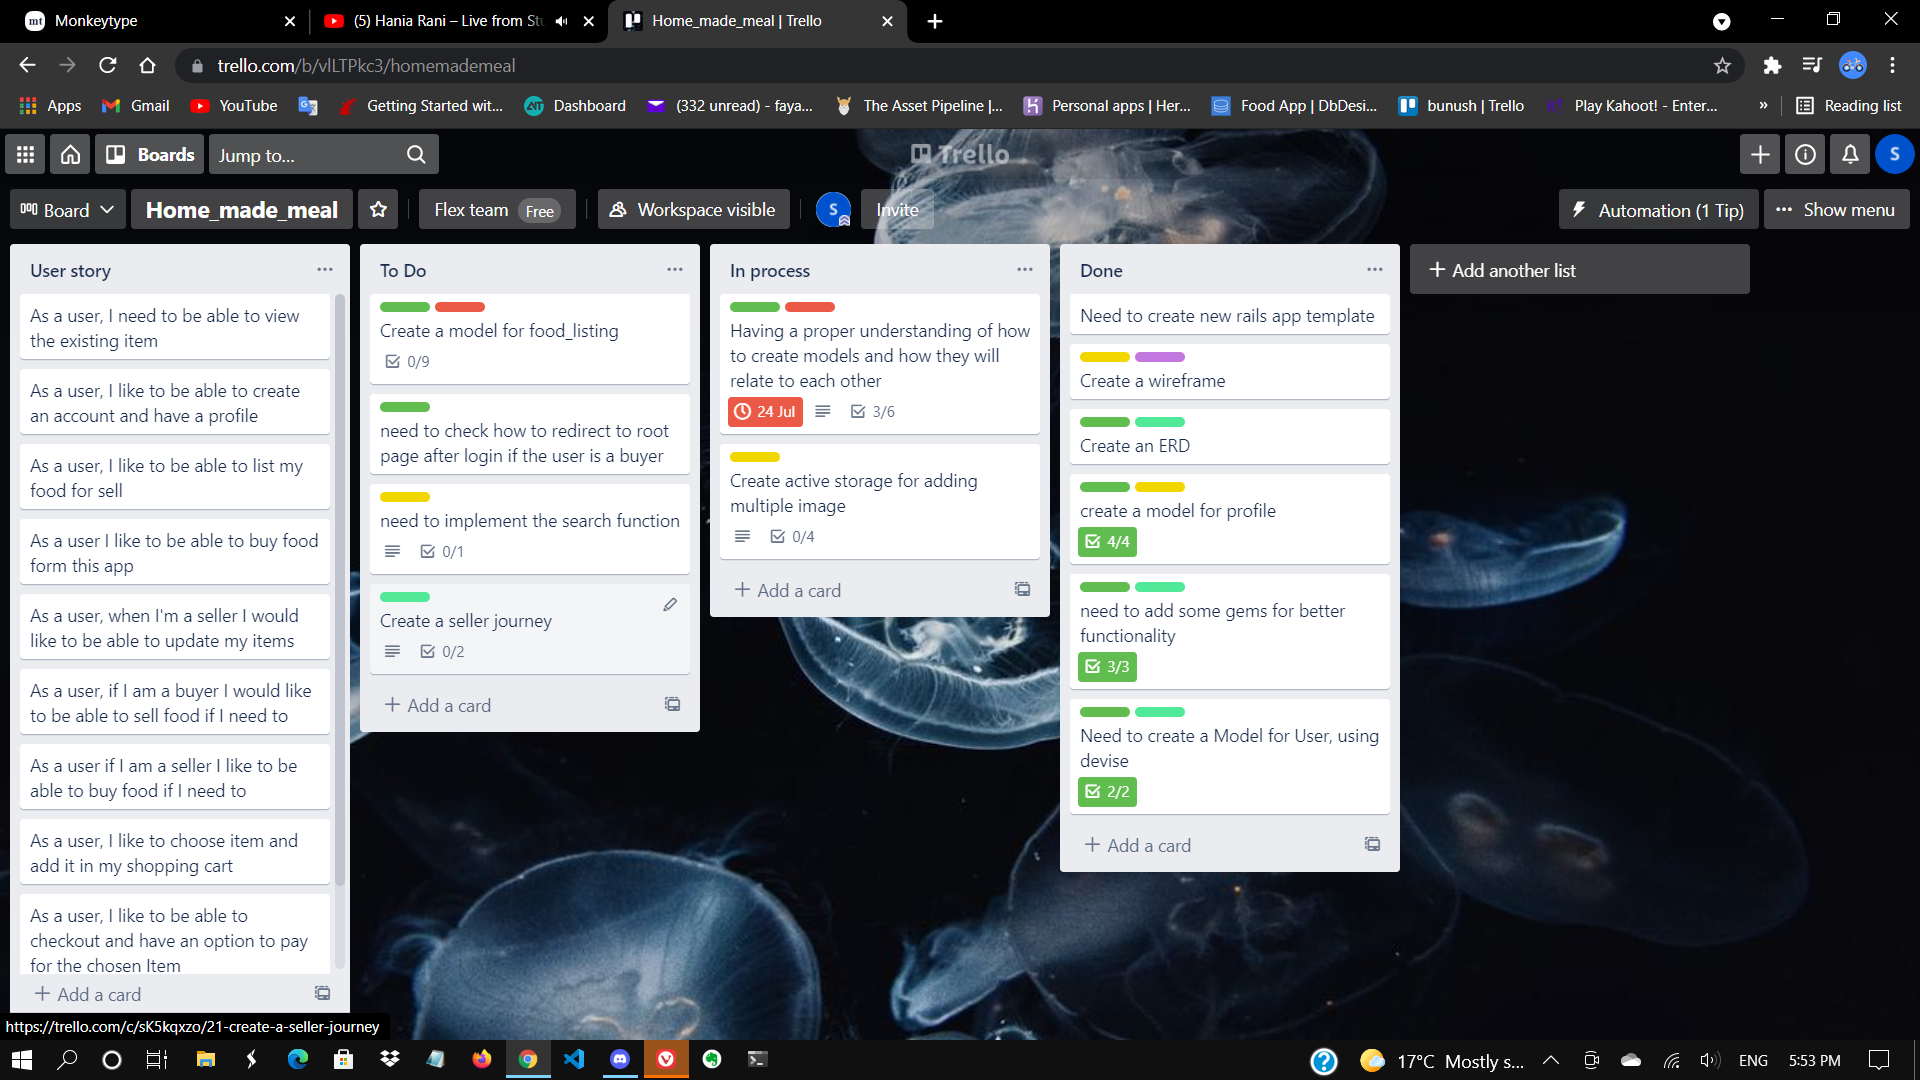 mt Monkeytype
(5) Hania Rani – Live from Stu
Home_made_meal | Trello
trello.com/b/vlLTPkc3/homemademeal
Apps
Gmail
YouTube
Getting Started wit...
Dashboard
(332 unread) - faya...
The Asset Pipeline |...
Personal apps | Her...
Food App | DbDesi...
bunush | Trello
Play Kahoot! - Enter...
»
Reading list
Boards
Jump to...
Trello
S
Board
Home_made_meal
Flex team Free
Workspace visible
S
Invite
Automation (1 Tip)
Show menu
User story
As a user, I need to be able to view
the existing item
As a user, I like to be able to create
an account and have a profile
As a user, I like to be able to list my
food for sell
As a user I like to be able to buy food
form this app
As a user, when I'm a seller I would
like to be able to update my items
As a user, if I am a buyer I would like
to be able to sell food if I need to
As a user if I am a seller I like to be
able to buy food if I need to
As a user, I like to choose item and
add it in my shopping cart
As a user, I like to be able to
checkout and have an option to pay
for the chosen Item
+ Add a card
To Do
Create a model for food_listing
0/9
need to check how to redirect to root
page after login if the user is a buyer
need to implement the search function
0/1
Create a seller journey
0/2
+ Add a card
In process
Having a proper understanding of how
to create models and how they will
relate to each other
24 Jul
3/6
Create active storage for adding
multiple image
0/4
+ Add a card
Done
Need to create new rails app template
Create a wireframe
Create an ERD
create a model for profile
4/4
need to add some gems for better
functionality
3/3
Need to create a Model for User, using
devise
2/2
+ Add a card
+ Add another list
https://trello.com/c/sK5kqxzo/21-create-a-seller-journey
17°C Mostly s...
ENG
5:53 PM